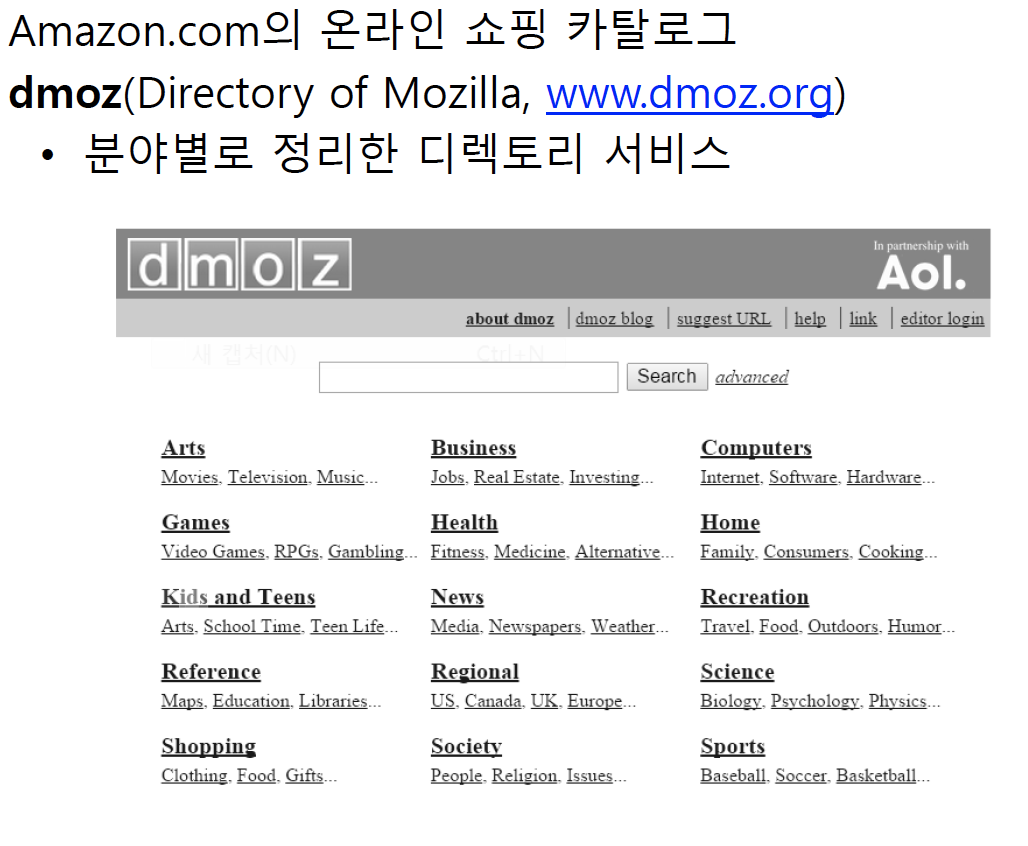 Amazon.com의 온라인 쇼핑 카탈로그
dmoz(Directory of Mozilla, www.dmoz.org)
• 분야별로 정리한 디렉토리 서비스
dmoz
In partnership with
Aol.
about dmoz | dmoz blog | suggest URL | help | link | editor login
새 캡처(N) Ctrl+N
Search advanced
Arts Business Computers
Movies, Television, Music... Jobs, Real Estate, Investing... Internet, Software, Hardware...
Games Health Home
Video Games, RPGs, Gambling... Fitness, Medicine, Alternative... Family, Consumers, Cooking...
Kids and Teens News Recreation
Arts, School Time, Teen Life... Media, Newspapers, Weather... Travel, Food, Outdoors, Humor...
Reference Regional Science
Maps, Education, Libraries... US, Canada, UK, Europe... Biology, Psychology, Physics...
Shopping Society Sports
Clothing, Food, Gifts... People, Religion, Issues... Baseball, Soccer, Basketball...